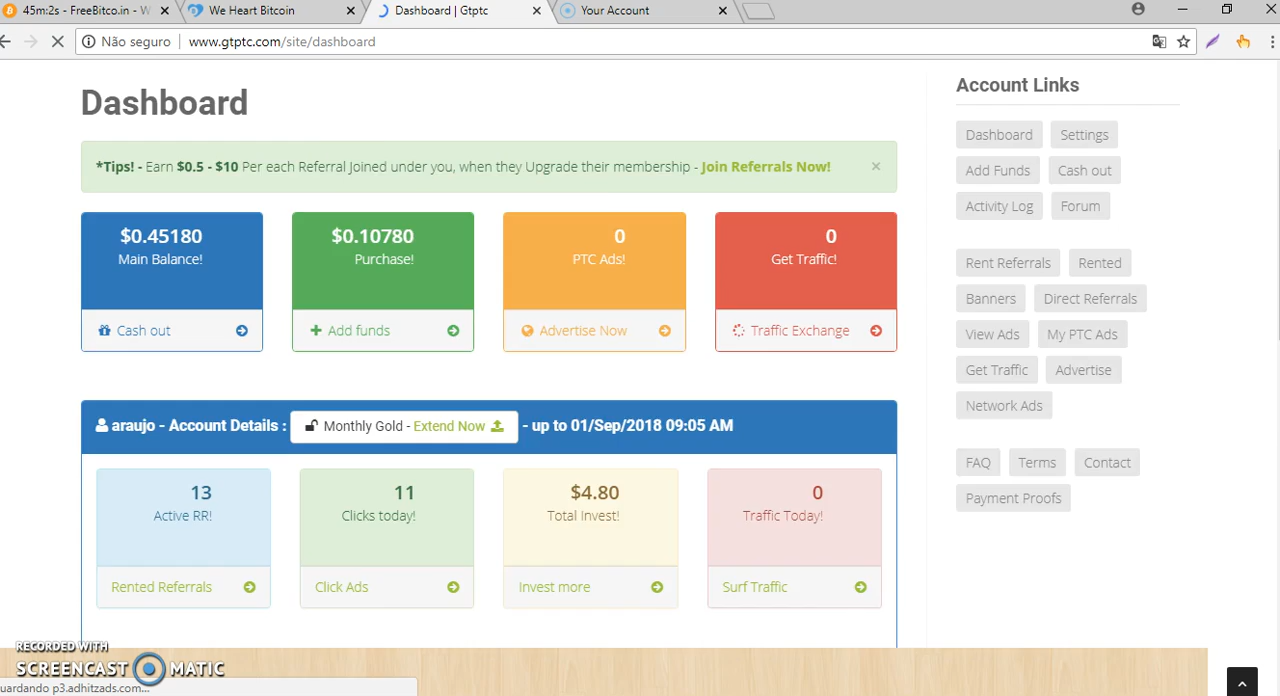 45m:2s - FreeBitco.in - W
We Heart Bitcoin
Dashboard | Gtptc
Your Account
Não seguro
www.gtptc.com/site/dashboard
Dashboard
*Tips! - Earn $0.5 - $10 Per each Referral Joined under you, when they Upgrade their membership - Join Referrals Now!
$0.45180
Main Balance!
Cash out
$0.10780
Purchase!
Add funds
0
PTC Ads!
Advertise Now
0
Get Traffic!
Traffic Exchange
araujo - Account Details : Monthly Gold - Extend Now - up to 01/Sep/2018 09:05 AM
13
Active RR!
Rented Referrals
11
Clicks today!
Click Ads
$4.80
Total Invest!
Invest more
0
Traffic Today!
Surf Traffic
Account Links
Dashboard Settings
Add Funds Cash out
Activity Log Forum
Rent Referrals Rented
Banners Direct Referrals
View Ads My PTC Ads
Get Traffic Advertise
Network Ads
FAQ Terms Contact
Payment Proofs
RECORDED WITH
SCREENCAST MATIC
uardando p3.adhitzads.com...